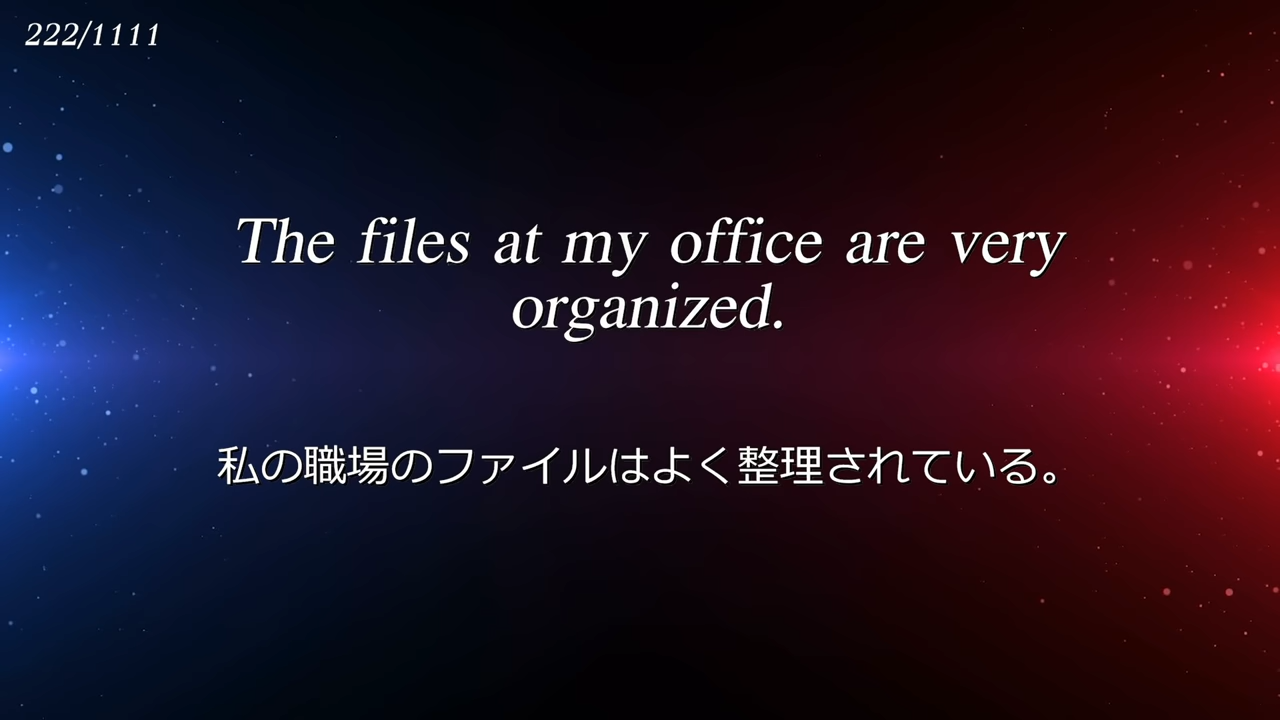 222/1111
The files at my office are very
organized.
私の職場のファイルはよく整理されている。